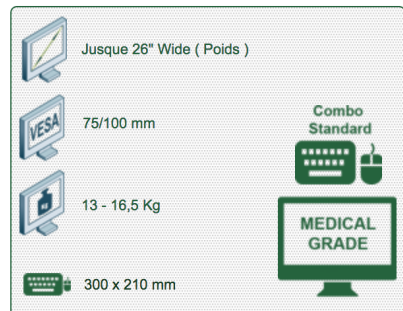 Jusque 26" Wide ( Poids )
VESA
75/100 mm
Combo
Standard
KG
13 - 16,5 Kg
MEDICAL
GRADE
300 x 210 mm